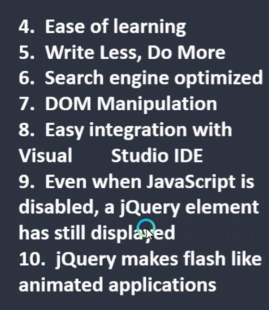 4. Ease of learning
5. Write Less, Do More
6. Search engine optimized
7. DOM Manipulation
8. Easy integration with
Visual Studio IDE
9. Even when JavaScript is
disabled, a jQuery element
has still displayed
10. jQuery makes flash like
animated applications